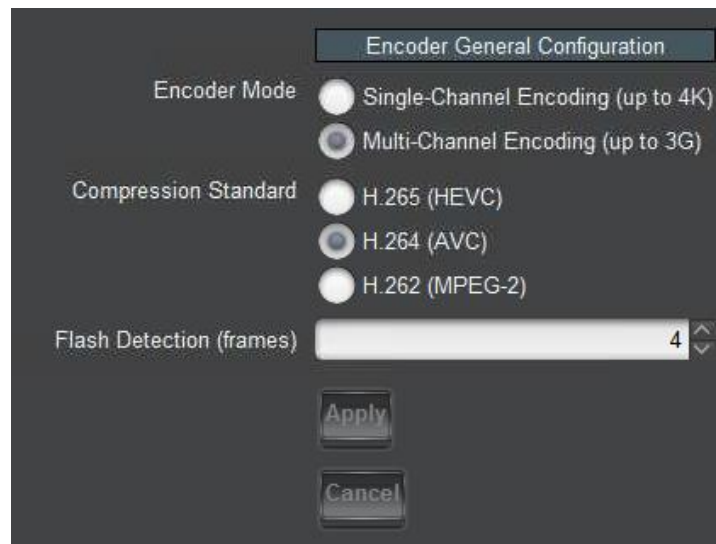 Encoder General Configuration
Encoder Mode
Single-Channel Encoding (up to 4K)
Multi-Channel Encoding (up to 3G)
Compression Standard
H.265 (HEVC)
H.264 (AVC)
H.262 (MPEG-2)
Flash Detection (frames)
4
Apply
Cancel